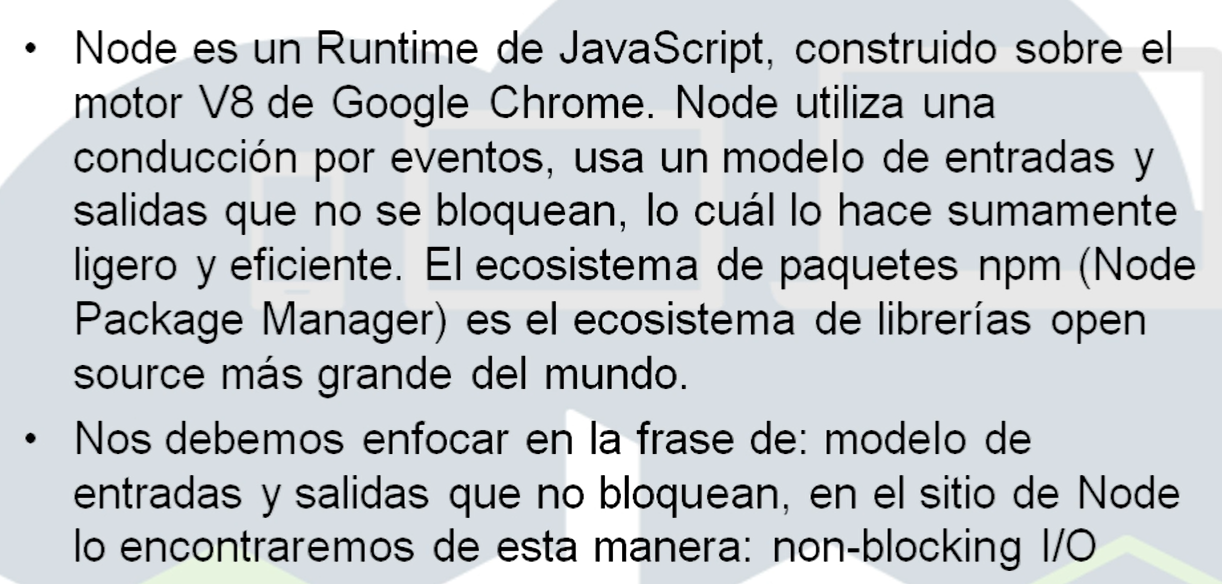 • Node es un Runtime de JavaScript, construido sobre el
motor V8 de Google Chrome. Node utiliza una
conducción por eventos, usa un modelo de entradas y
salidas que no se bloquean, lo cuál lo hace sumamente
ligero y eficiente. El ecosistema de paquetes npm (Node
Package Manager) es el ecosistema de librerías open
source más grande del mundo.
• Nos debemos enfocar en la frase de: modelo de
entradas y salidas que no bloquean, en el sitio de Node
lo encontraremos de esta manera: non-blocking I/O